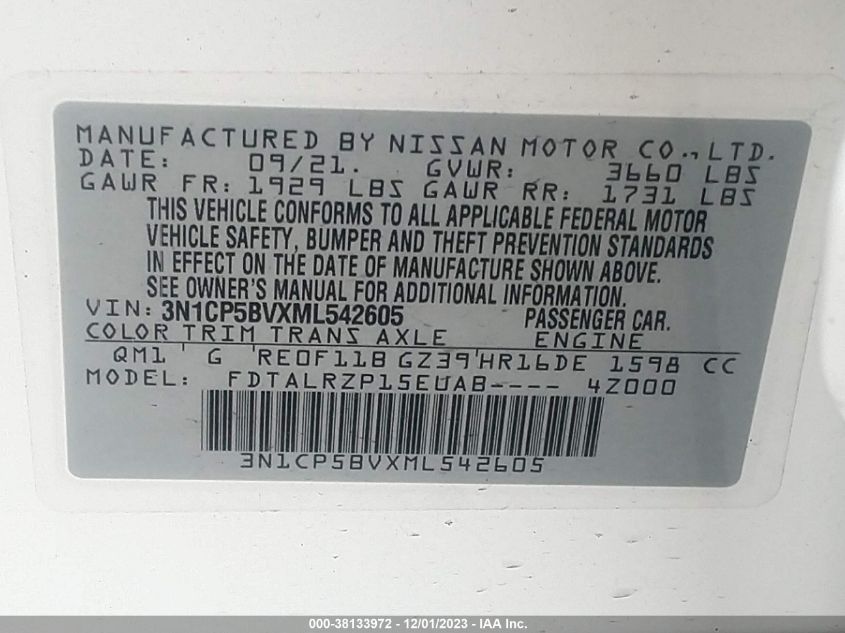 MANUFACTURED BY NISSAN MOTOR CO., LTD.
DATE: 09/21. GVWR: 3660 LBS
GAWR FR: 1929 LBS GAWR RR: 1731 LBS
THIS VEHICLE CONFORMS TO ALL APPLICABLE FEDERAL MOTOR
VEHICLE SAFETY, BUMPER AND THEFT PREVENTION STANDARDS
IN EFFECT ON THE DATE OF MANUFACTURE SHOWN ABOVE.
SEE OWNER'S MANUAL FOR ADDITIONAL INFORMATION.
VIN: 3N1CP5BVXML542605 PASSENGER CAR.
COLOR TRIM TRANS AXLE ENGINE
QM1 ' G 'RE0F11B GZ39'HR16DE 1598 CC
MODEL: FDTALRZP15EUAB---- 4Z000
3N1CP5BVXML542605
000-38133972 - 12/01/2023 - IAA Inc.